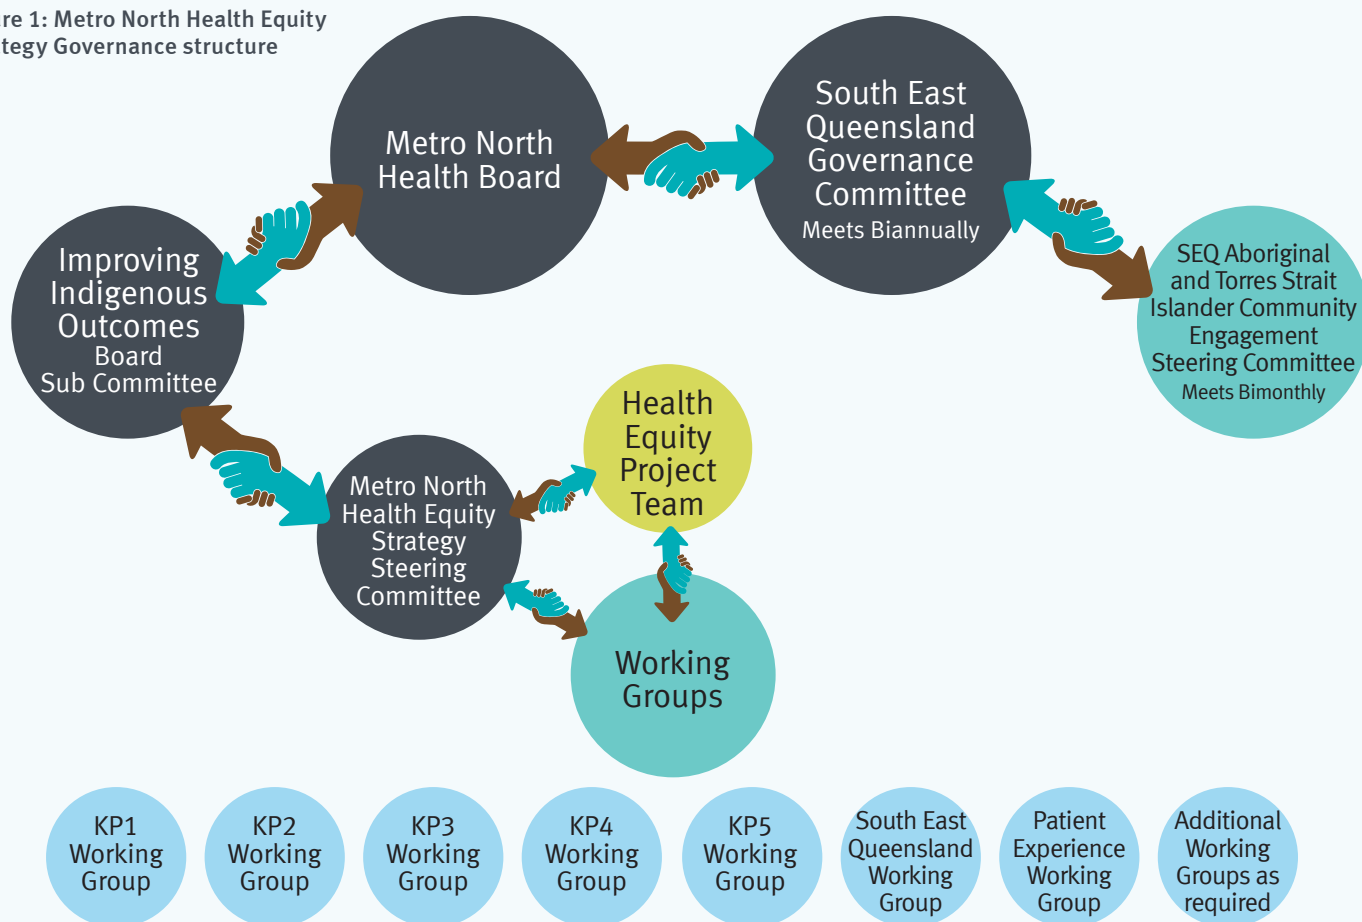 re 1: Metro North Health Equity
tegy Governance structure
Metro North
Health Board
South East
Queensland
Governance
Committee
Meets Biannually
Improving
Indigenous
Outcomes
Board
Sub Committee
SEQ Aboriginal
and Torres Strait
Islander Community
Engagement
Steering Committee
Meets Bimonthly
Health
Equity
Project
Team
Metro North
Health Equity
Strategy
Steering
Committee
Working
Groups
KP1
Working
Group
KP2
Working
Group
KP3
Working
Group
KP4
Working
Group
KP5
Working
Group
South East
Queensland
Working
Group
Patient
Experience
Working
Group
Additional
Working
Groups as
required